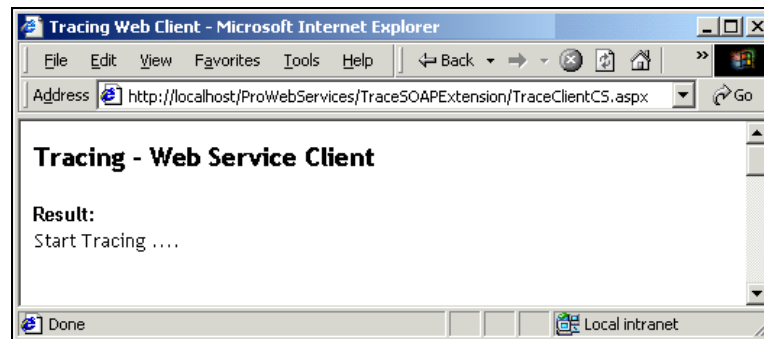 Tracing Web Client - Microsoft Internet Explorer
File Edit View Favorites Tools Help Back »
Address http://localhost/ProWebServices/TraceSOAPExtension/TraceClientCS.aspx Go
Tracing - Web Service Client
Result:
Start Tracing ....
Done Local intranet